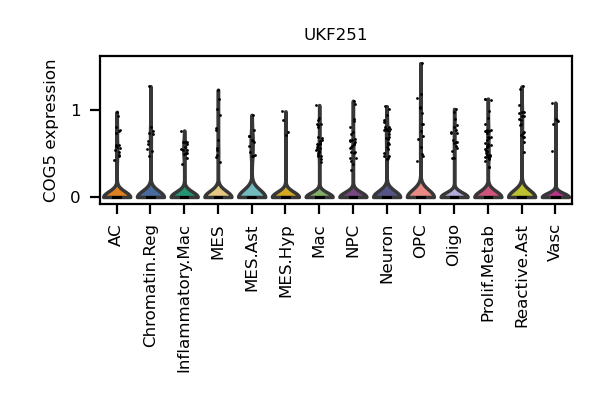 UKF251
COG5 expression
1
0
AC
Chromatin.Reg
Inflammatory.Mac
MES
MES.Ast
MES.Hyp
Mac
NPC
Neuron
OPC
Oligo
Prolif.Metab
Reactive.Ast
Vasc